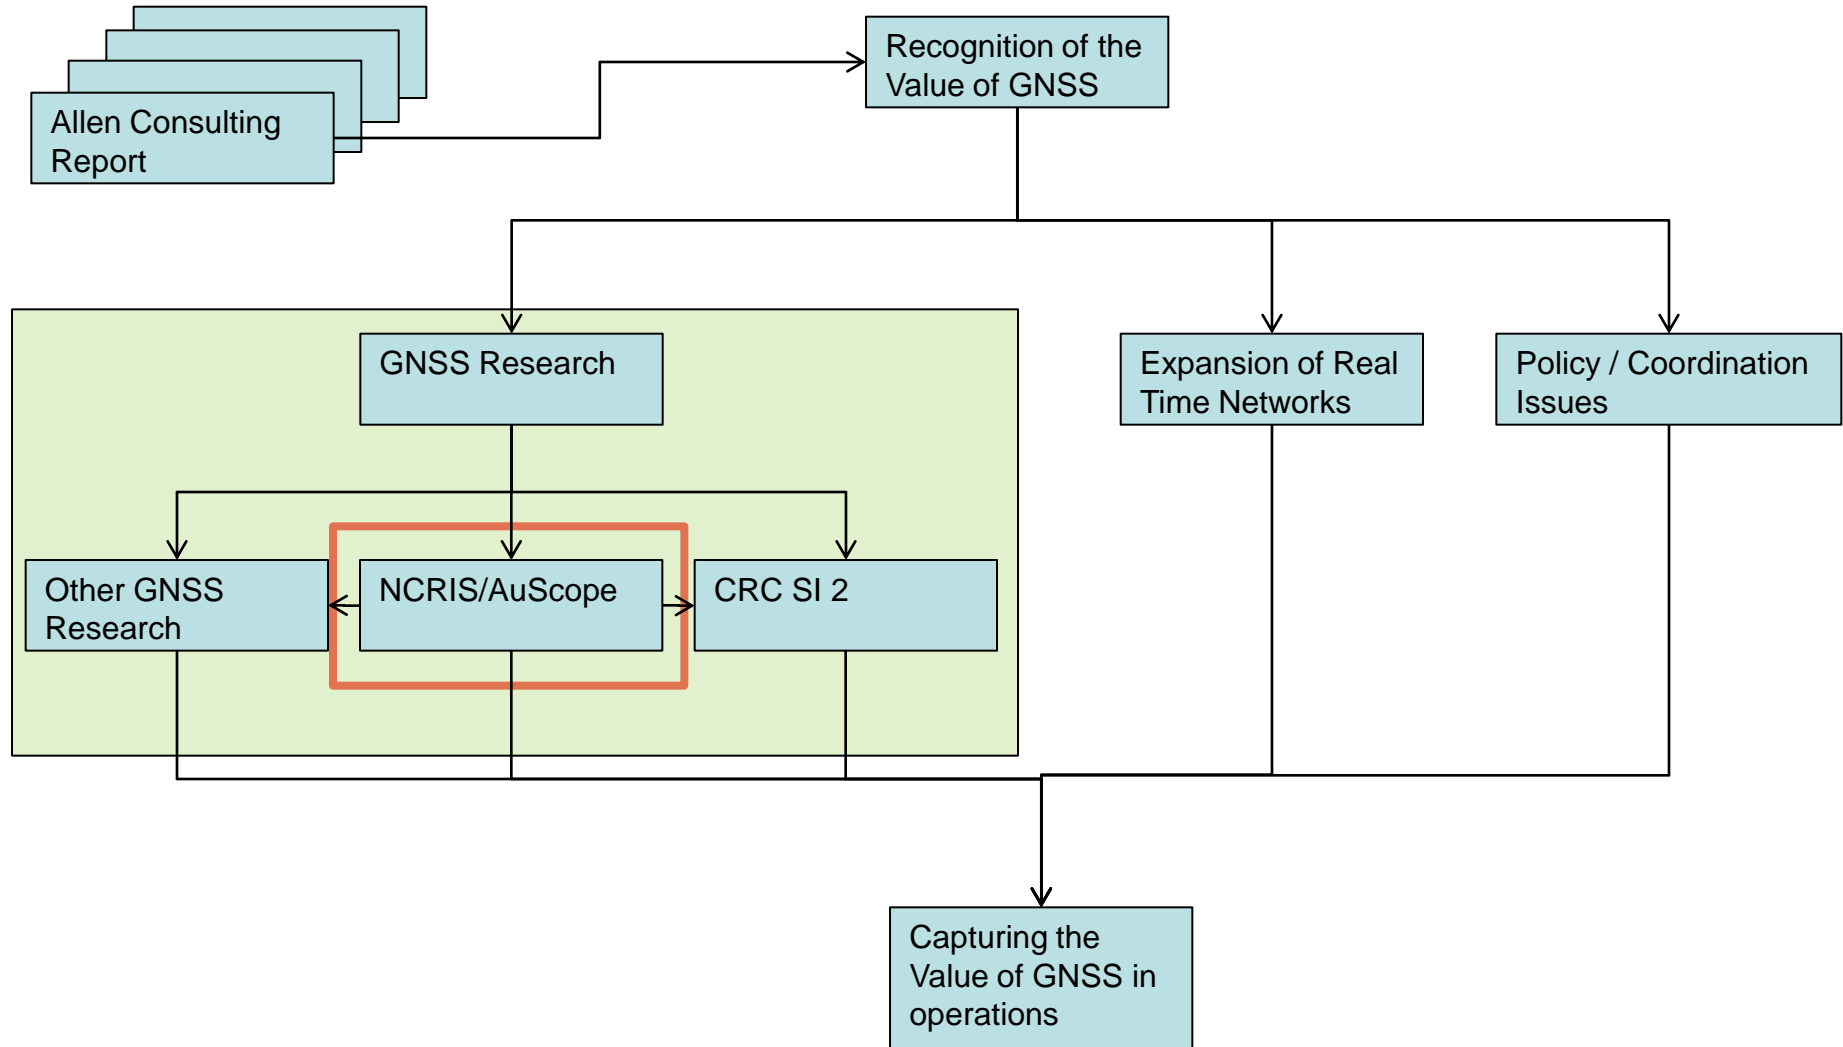 Recognition of the
Value of GNSS
Allen Consulting
Report
GNSS Research
Expansion of Real
Time Networks
Policy / Coordination
Issues
Other GNSS
Research
NCRIS/AuScope
CRC SI 2
Capturing the
Value of GNSS in
operations